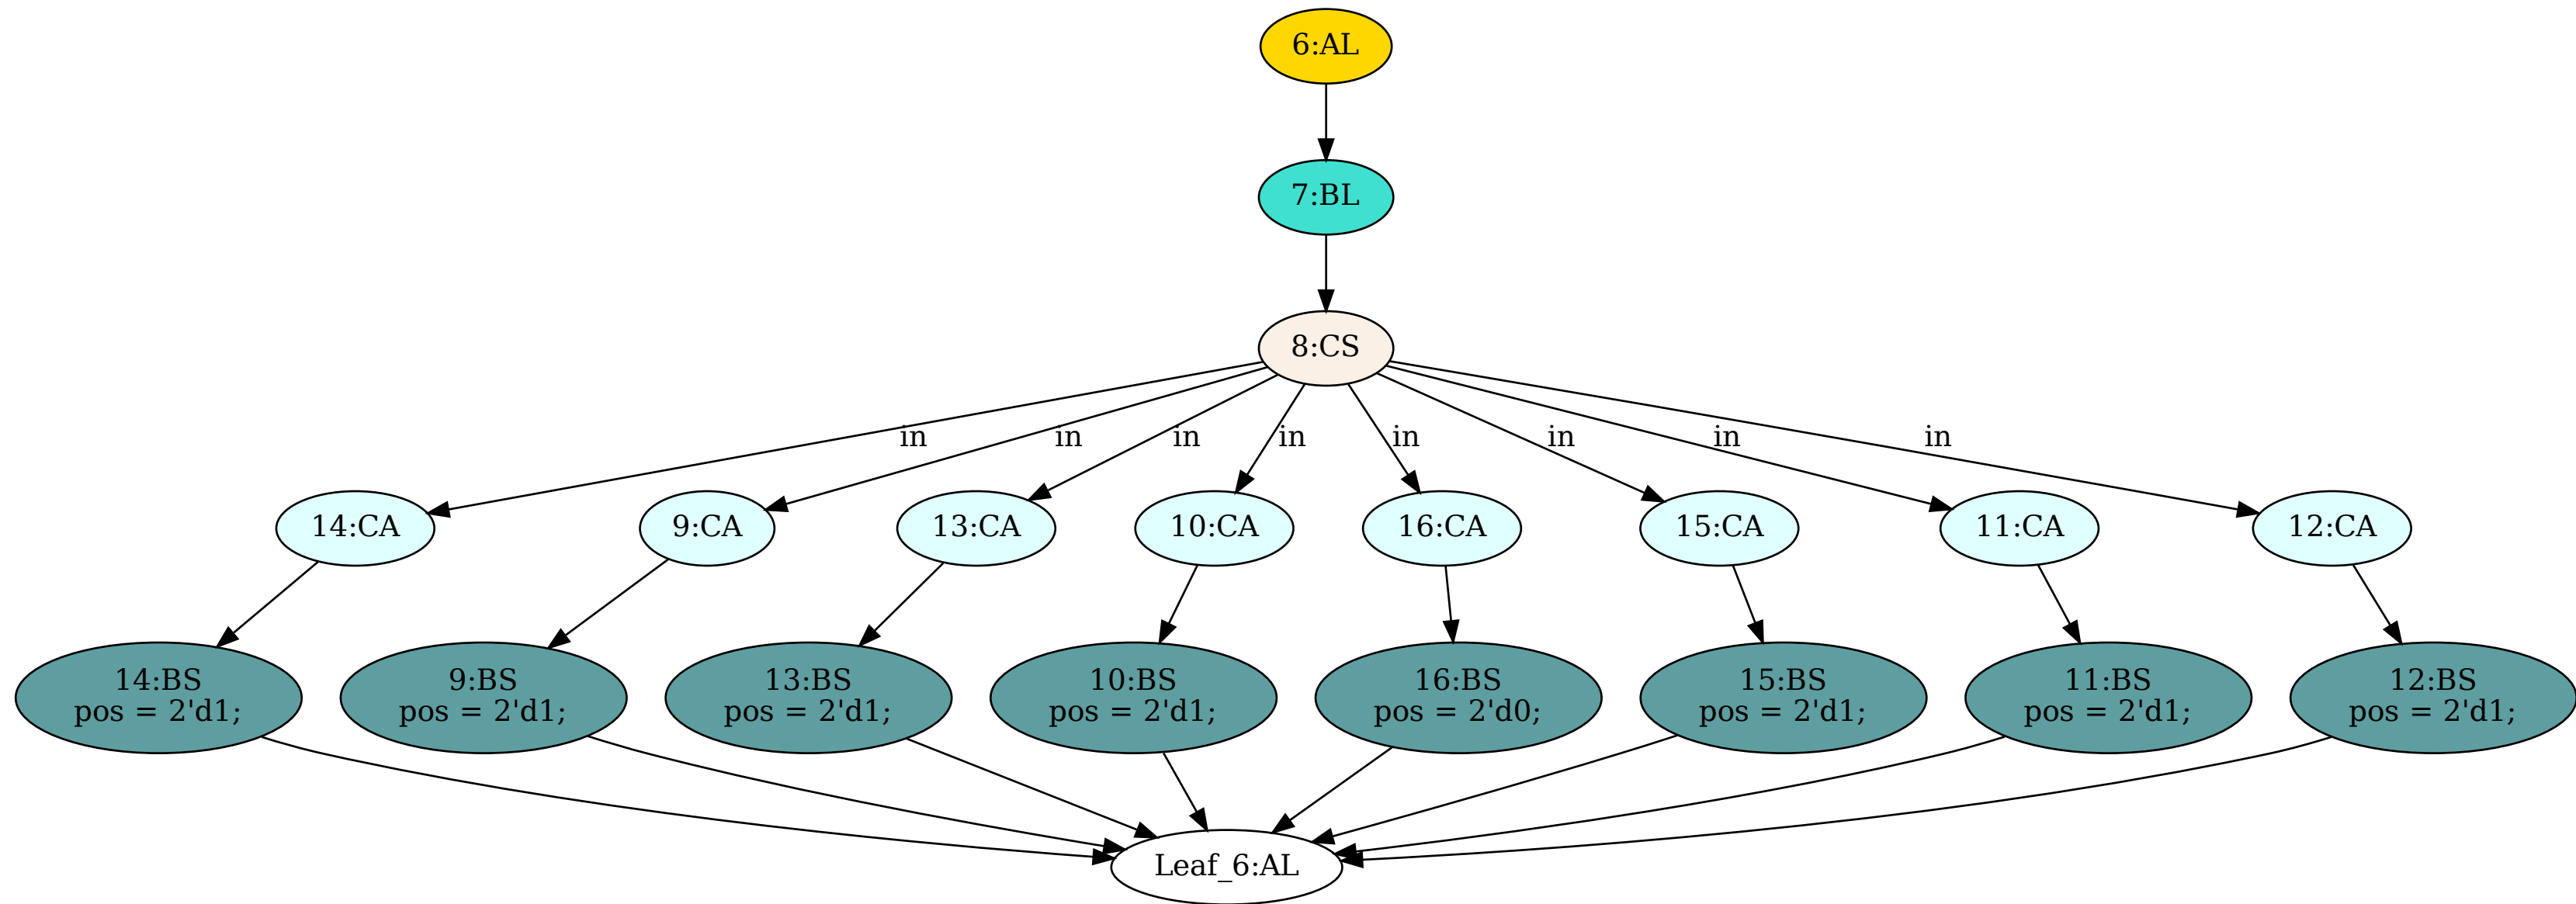 6:AL
7:BL
8:CS
in
in
in
in
in
in
in
in
14:CA
9:CA
13:CA
10:CA
16:CA
15:CA
11:CA
12:CA
14:BS
pos = 2'd1;
9:BS
pos = 2'd1;
13:BS
pos = 2'd1;
10:BS
pos = 2'd1;
16:BS
pos = 2'd0;
15:BS
pos = 2'd1;
11:BS
pos = 2'd1;
12:BS
pos = 2'd1;
Leaf_6:AL